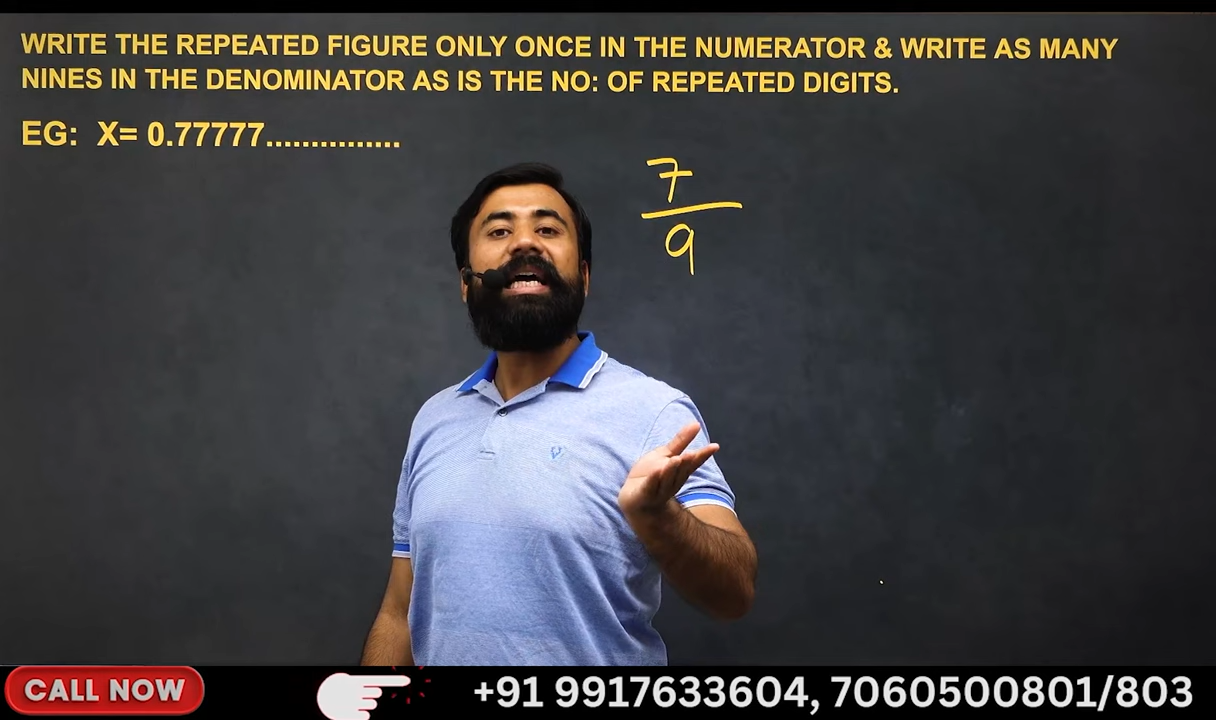 WRITE THE REPEATED FIGURE ONLY ONCE IN THE NUMERATOR & WRITE AS MANY
NINES IN THE DENOMINATOR AS IS THE NO: OF REPEATED DIGITS.
EG: X= 0.77777...............
7
9
CALL NOW
+91 9917633604, 7060500801/803